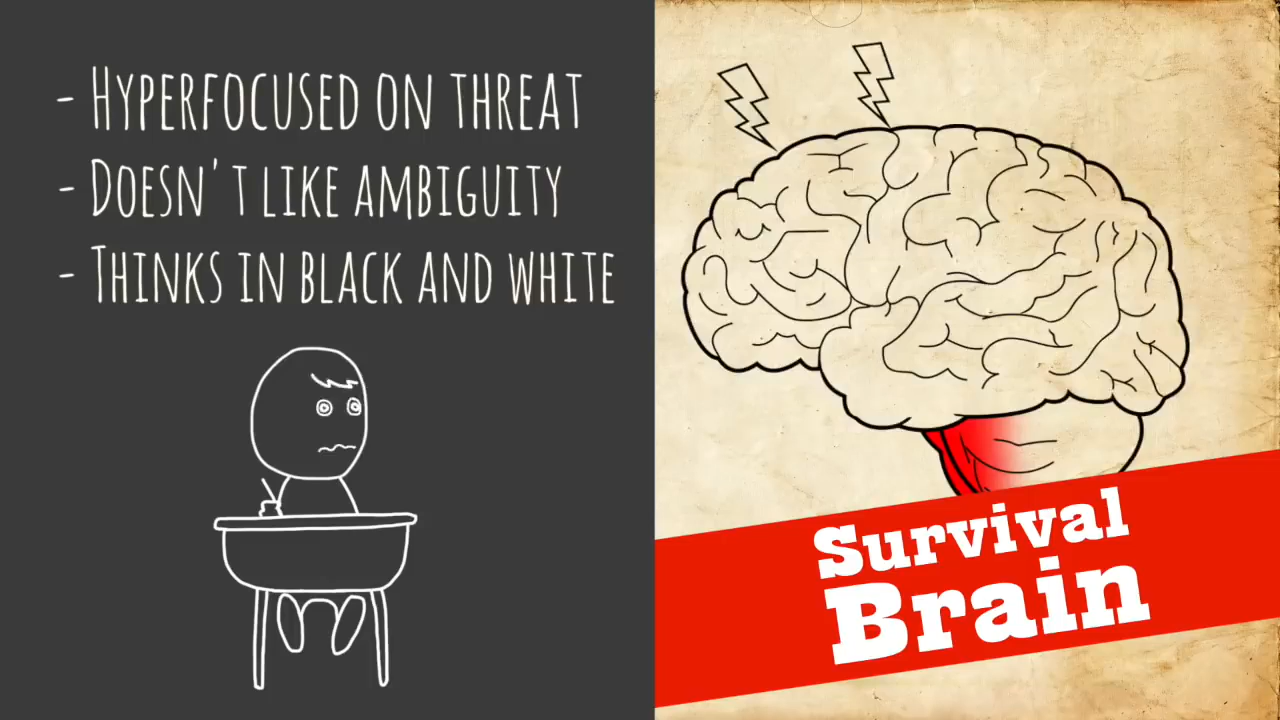 - Hyperfocused on threat
- Doesn't like ambiguity
- Thinks in black and white
Survival
Brain